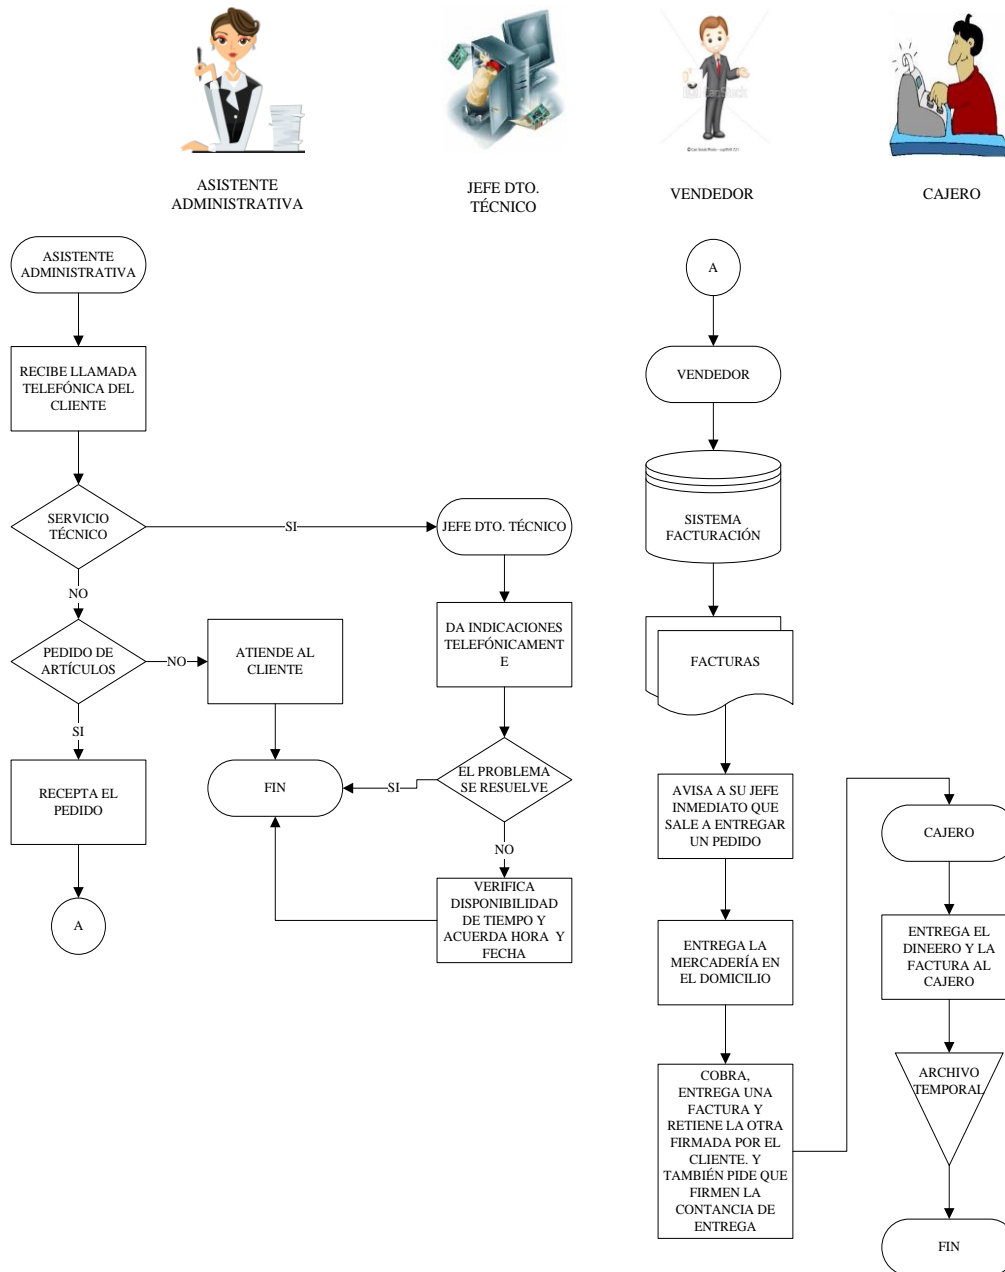 ASISTENTE
ADMINISTRATIVA
JEFE DTO.
TÉCNICO
VENDEDOR
CAJERO
ASISTENTE
ADMINISTRATIVA
RECIBE LLAMADA
TELEFÓNICA DEL
CLIENTE
SERVICIO
TÉCNICO
SI
JEFE DTO. TÉCNICO
NO
PEDIDO DE
ARTÍCULOS
NO
ATIENDE AL
CLIENTE
DA INDICACIONES
TELEFÓNICAMENT
E
SI
RECEPTA EL
PEDIDO
FIN
SI
EL PROBLEMA
SE RESUELVE
NO
A
VERIFICA
DISPONIBILIDAD
DE TIEMPO Y
ACUERDA HORA Y
FECHA
A
VENDEDOR
SISTEMA
FACTURACIÓN
FACTURAS
AVISA A SU JEFE
INMEDIATO QUE
SALE A ENTREGAR
UN PEDIDO
ENTREGA LA
MERCADERÍA EN
EL DOMICILIO
COBRA,
ENTREGA UNA
FACTURA Y
RETIENE LA OTRA
FIRMADA POR EL
CLIENTE. Y
TAMBIÉN PIDE QUE
FIRMEN LA
CONTANCIA DE
ENTREGA
CAJERO
ENTREGA EL
DINEERO Y LA
FACTURA AL
CAJERO
ARCHIVO
TEMPORAL
FIN